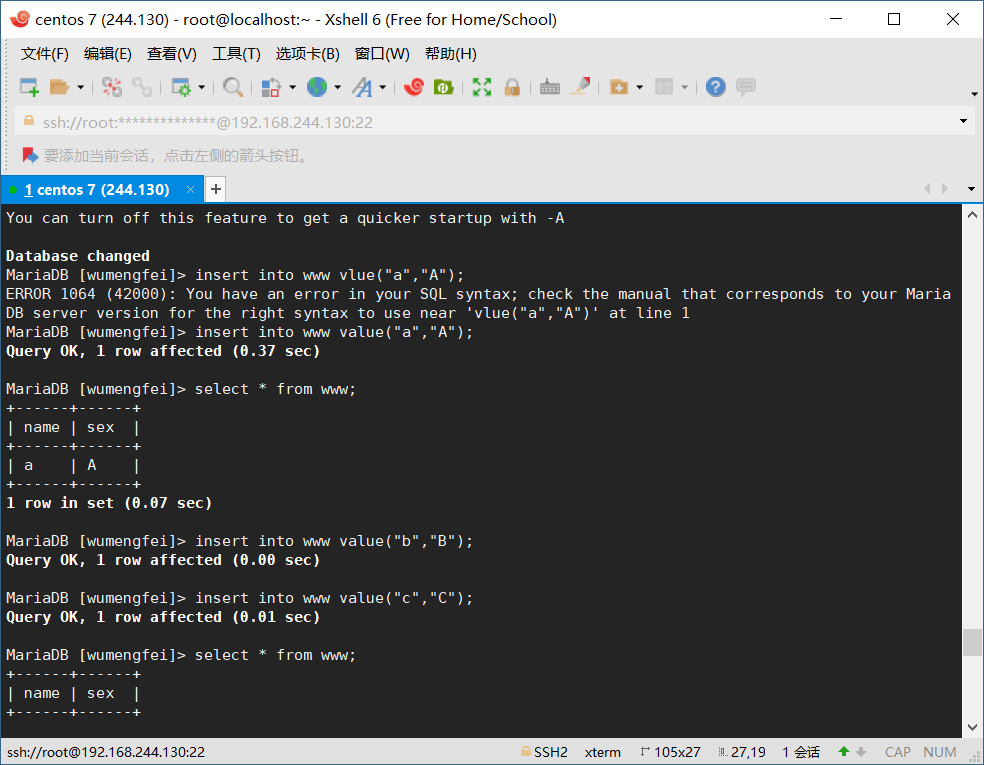 centos 7 (244.130) - root@localhost:~ - Xshell 6 (Free for Home/School)
文件(F) 编辑(E) 查看(V) 工具(T) 选项卡(B) 窗口(W) 帮助(H)
ssh://root:**************@192.168.244.130:22
要添加当前会话，点击左侧的箭头按钮。
1 centos 7 (244.130) × +
You can turn off this feature to get a quicker startup with -A
Database changed
MariaDB [wumengfei]> insert into www vlue("a","A");
ERROR 1064 (42000): You have an error in your SQL syntax; check the manual that corresponds to your Maria
DB server version for the right syntax to use near 'vlue("a","A")' at line 1
MariaDB [wumengfei]> insert into www value("a","A");
Query OK, 1 row affected (0.37 sec)
MariaDB [wumengfei]> select * from www;
+------+------+
| name | sex  |
+------+------+
| a    | A    |
+------+------+
1 row in set (0.07 sec)
MariaDB [wumengfei]> insert into www value("b","B");
Query OK, 1 row affected (0.00 sec)
MariaDB [wumengfei]> insert into www value("c","C");
Query OK, 1 row affected (0.01 sec)
MariaDB [wumengfei]> select * from www;
+------+------+
| name | sex  |
+------+------+
ssh://root@192.168.244.130:22 SSH2 xterm 105x27 27,19 1 会话 CAP NUM